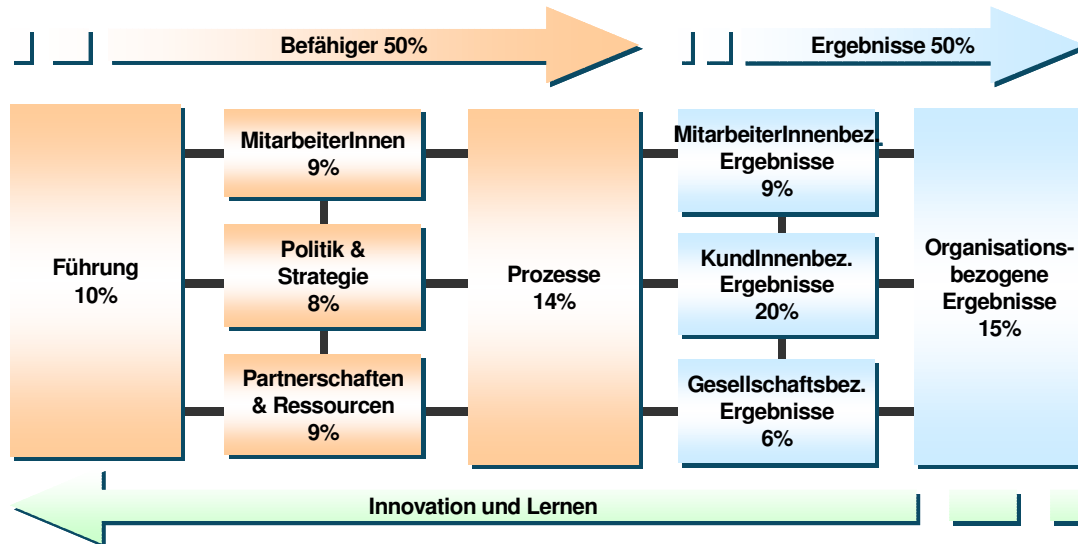 Befähiger 50%
Ergebnisse 50%
Führung
10%
MitarbeiterInnen
9%
Politik &
Strategie
8%
Partnerschaften
& Ressourcen
9%
Prozesse
14%
MitarbeiterInnenbez.
Ergebnisse
9%
KundInnenbez.
Ergebnisse
20%
Gesellschaftsbez.
Ergebnisse
6%
Organisations-
bezogene
Ergebnisse
15%
Innovation und Lernen